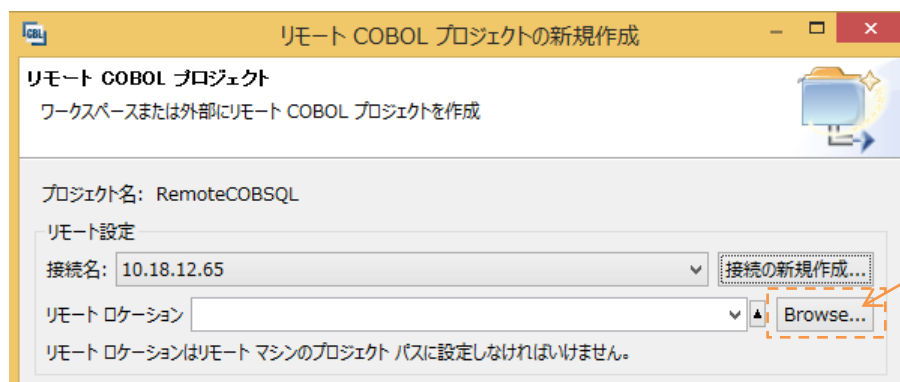 CBL
リモート COBOL プロジェクトの新規作成
リモート COBOL プロジェクト
ワークスペースまたは外部にリモート COBOL プロジェクトを作成
プロジェクト名: RemoteCOBSQL
リモート設定
接続名: 10.18.12.65 接続の新規作成...
リモート ロケーション Browse...
リモート ロケーションはリモート マシンのプロジェクト パスに設定しなければいけません。